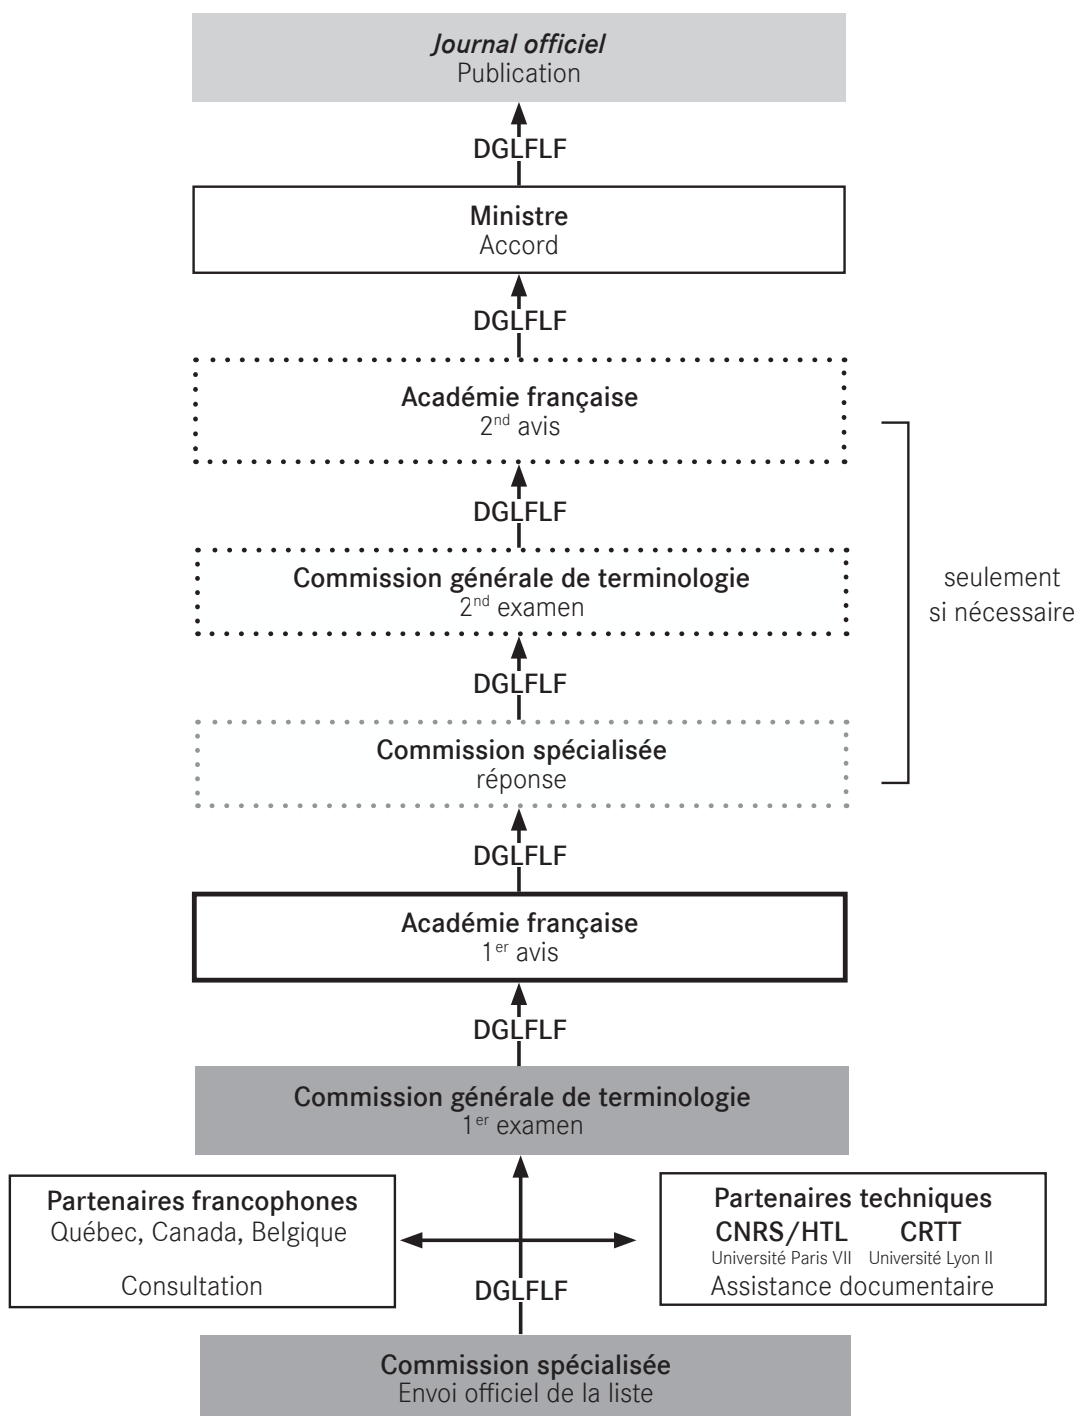 Journal officiel
Publication
DGLFLF
Ministre
Accord
DGLFLF
Académie française
2nd avis
DGLFLF
Commission générale de terminologie
2nd examen
seulement
si nécessaire
DGLFLF
Commission spécialisée
réponse
DGLFLF
Académie française
1er avis
DGLFLF
Commission générale de terminologie
1er examen
Partenaires francophones
Québec, Canada, Belgique
Consultation
Partenaires techniques
CNRS/HTL CRTT
Université Paris VII Université Lyon II
Assistance documentaire
DGLFLF
Commission spécialisée
Envoi officiel de la liste